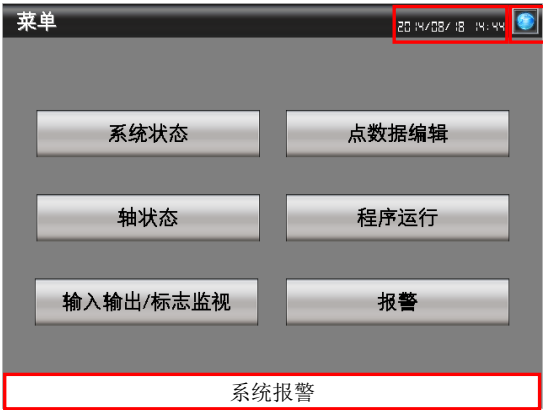 菜单
2014/08/18 14:44
系统状态
点数据编辑
轴状态
程序运行
输入输出/标志监视
报警
系统报警